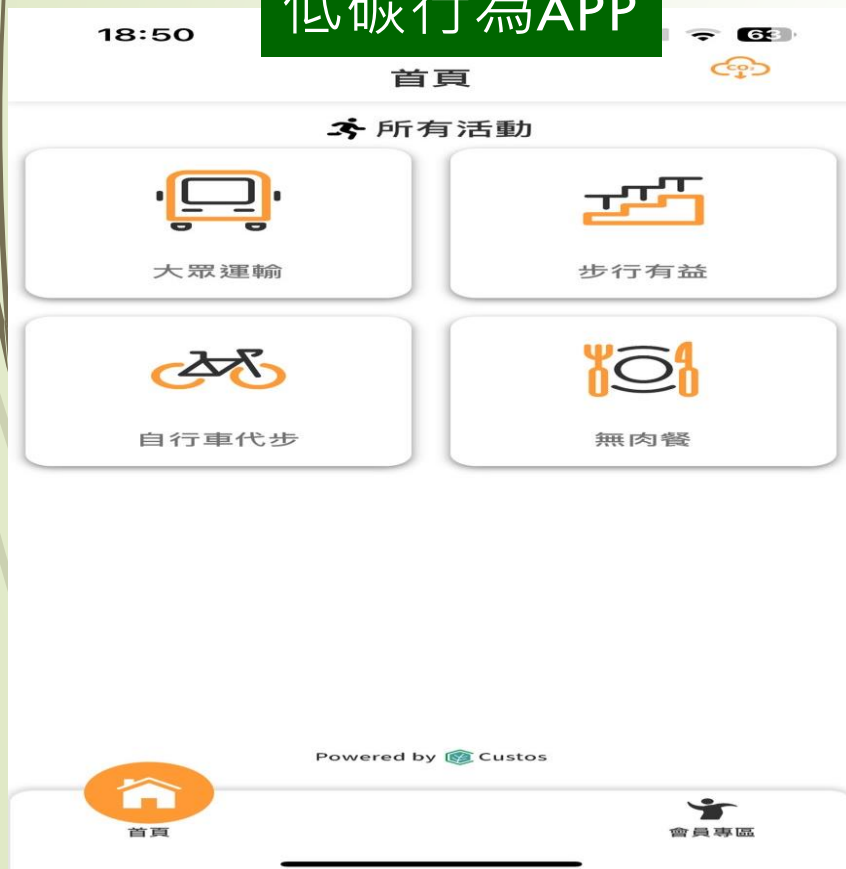 低碳行為APP
18:50
63
首頁
CO₂
所有活動
大眾運輸
步行有益
自行車代步
無肉餐
Powered by Custos
首頁
會員專區